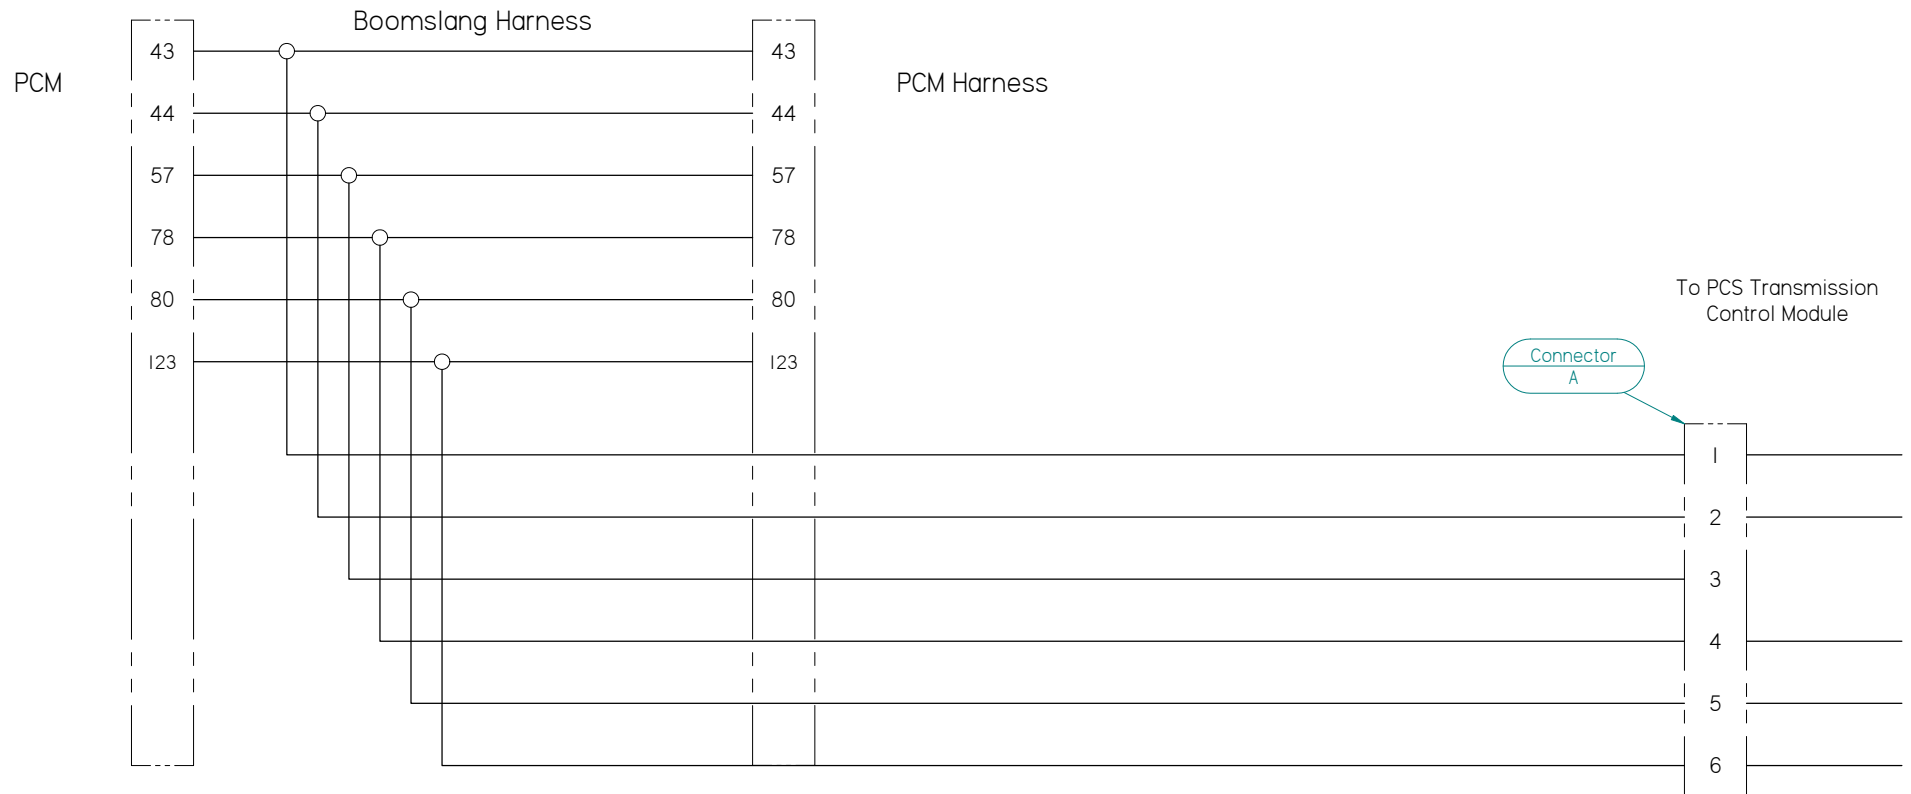 Boomslang Harness
PCM
PCM Harness
43
43
44
44
57
57
78
78
80
80
123
123
To PCS Transmission
Control Module
Connector
A
1
2
3
4
5
6